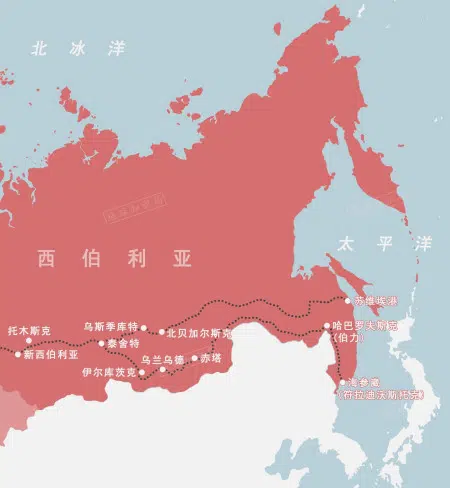 北 冰 洋
太 平 洋
西 伯 利 亚
苏维埃港
哈巴罗夫斯克
(伯力)
乌斯季库特
北贝加尔斯克
托木斯克
泰舍特
新西伯利亚
乌兰乌德
赤塔
伊尔库茨克
海参崴
(符拉迪沃斯托克)